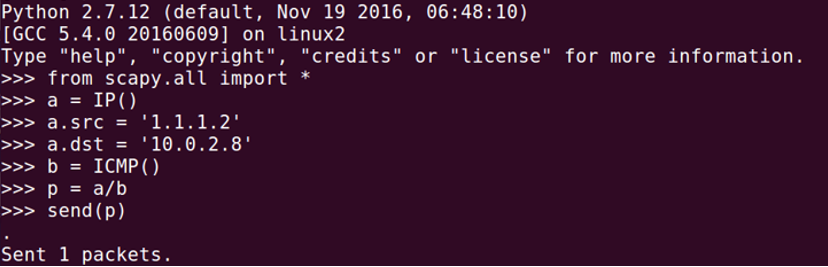 Python 2.7.12 (default, Nov 19 2016, 06:48:10)
[GCC 5.4.0 20160609] on linux2
Type "help", "copyright", "credits" or "license" for more information.
>>> from scapy.all import *
>>> a = IP()
>>> a.src = '1.1.1.2'
>>> a.dst = '10.0.2.8'
>>> b = ICMP()
>>> p = a/b
>>> send(p)
.
Sent 1 packets.